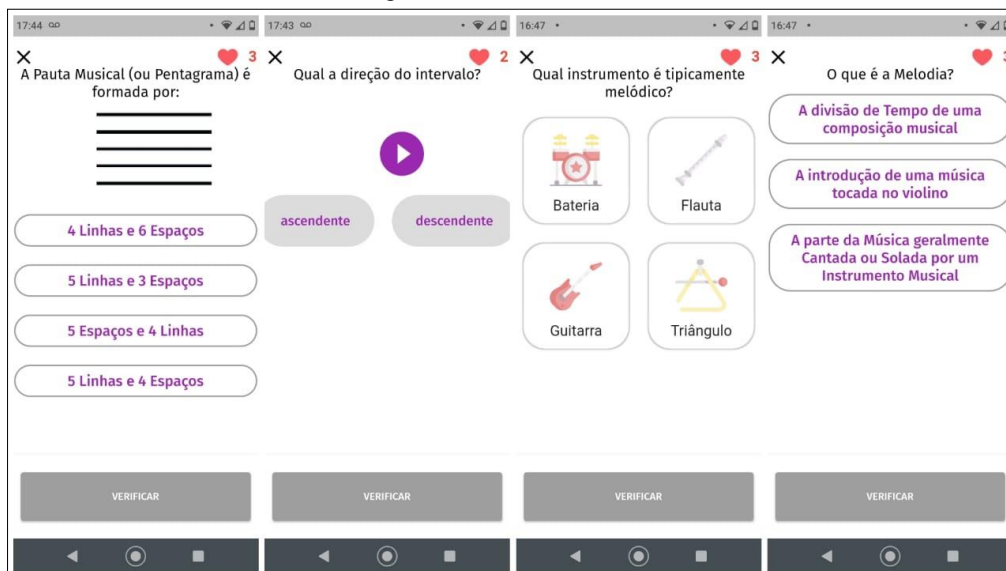 17:44
3
A Pauta Musical (ou Pentagrama) é
formada por:
4 Linhas e 6 Espaços
5 Linhas e 3 Espaços
5 Espaços e 4 Linhas
5 Linhas e 4 Espaços
VERIFICAR
17:43
2
Qual a direção do intervalo?
ascendente
descendente
VERIFICAR
16:47
3
Qual instrumento é tipicamente
melódico?
Bateria
Flauta
Guitarra
Triângulo
VERIFICAR
16:47
O que é a Melodia?
A divisão de Tempo de uma
composição musical
A introdução de uma música
tocada no violino
A parte da Música geralmente
Cantada ou Solada por um
Instrumento Musical
VERIFICAR